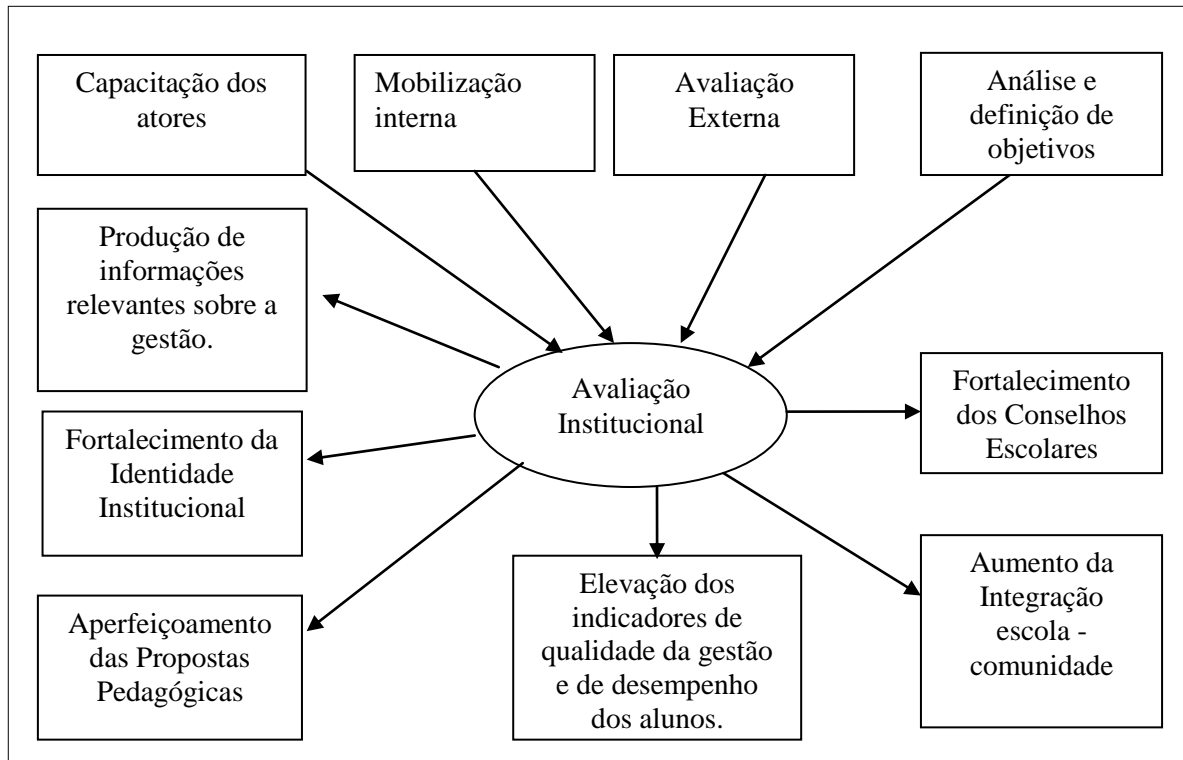 Capacitação dos
atores
Mobilização
interna
Avaliação
Externa
Análise e
definição de
objetivos
Produção de
informações
relevantes sobre a
gestão.
Avaliação
Institucional
Fortalecimento
dos Conselhos
Escolares
Fortalecimento da
Identidade
Institucional
Aperfeiçoamento
das Propostas
Pedagógicas
Elevação dos
indicadores de
qualidade da gestão
e de desempenho
dos alunos.
Aumento da
Integração
escola -
comunidade